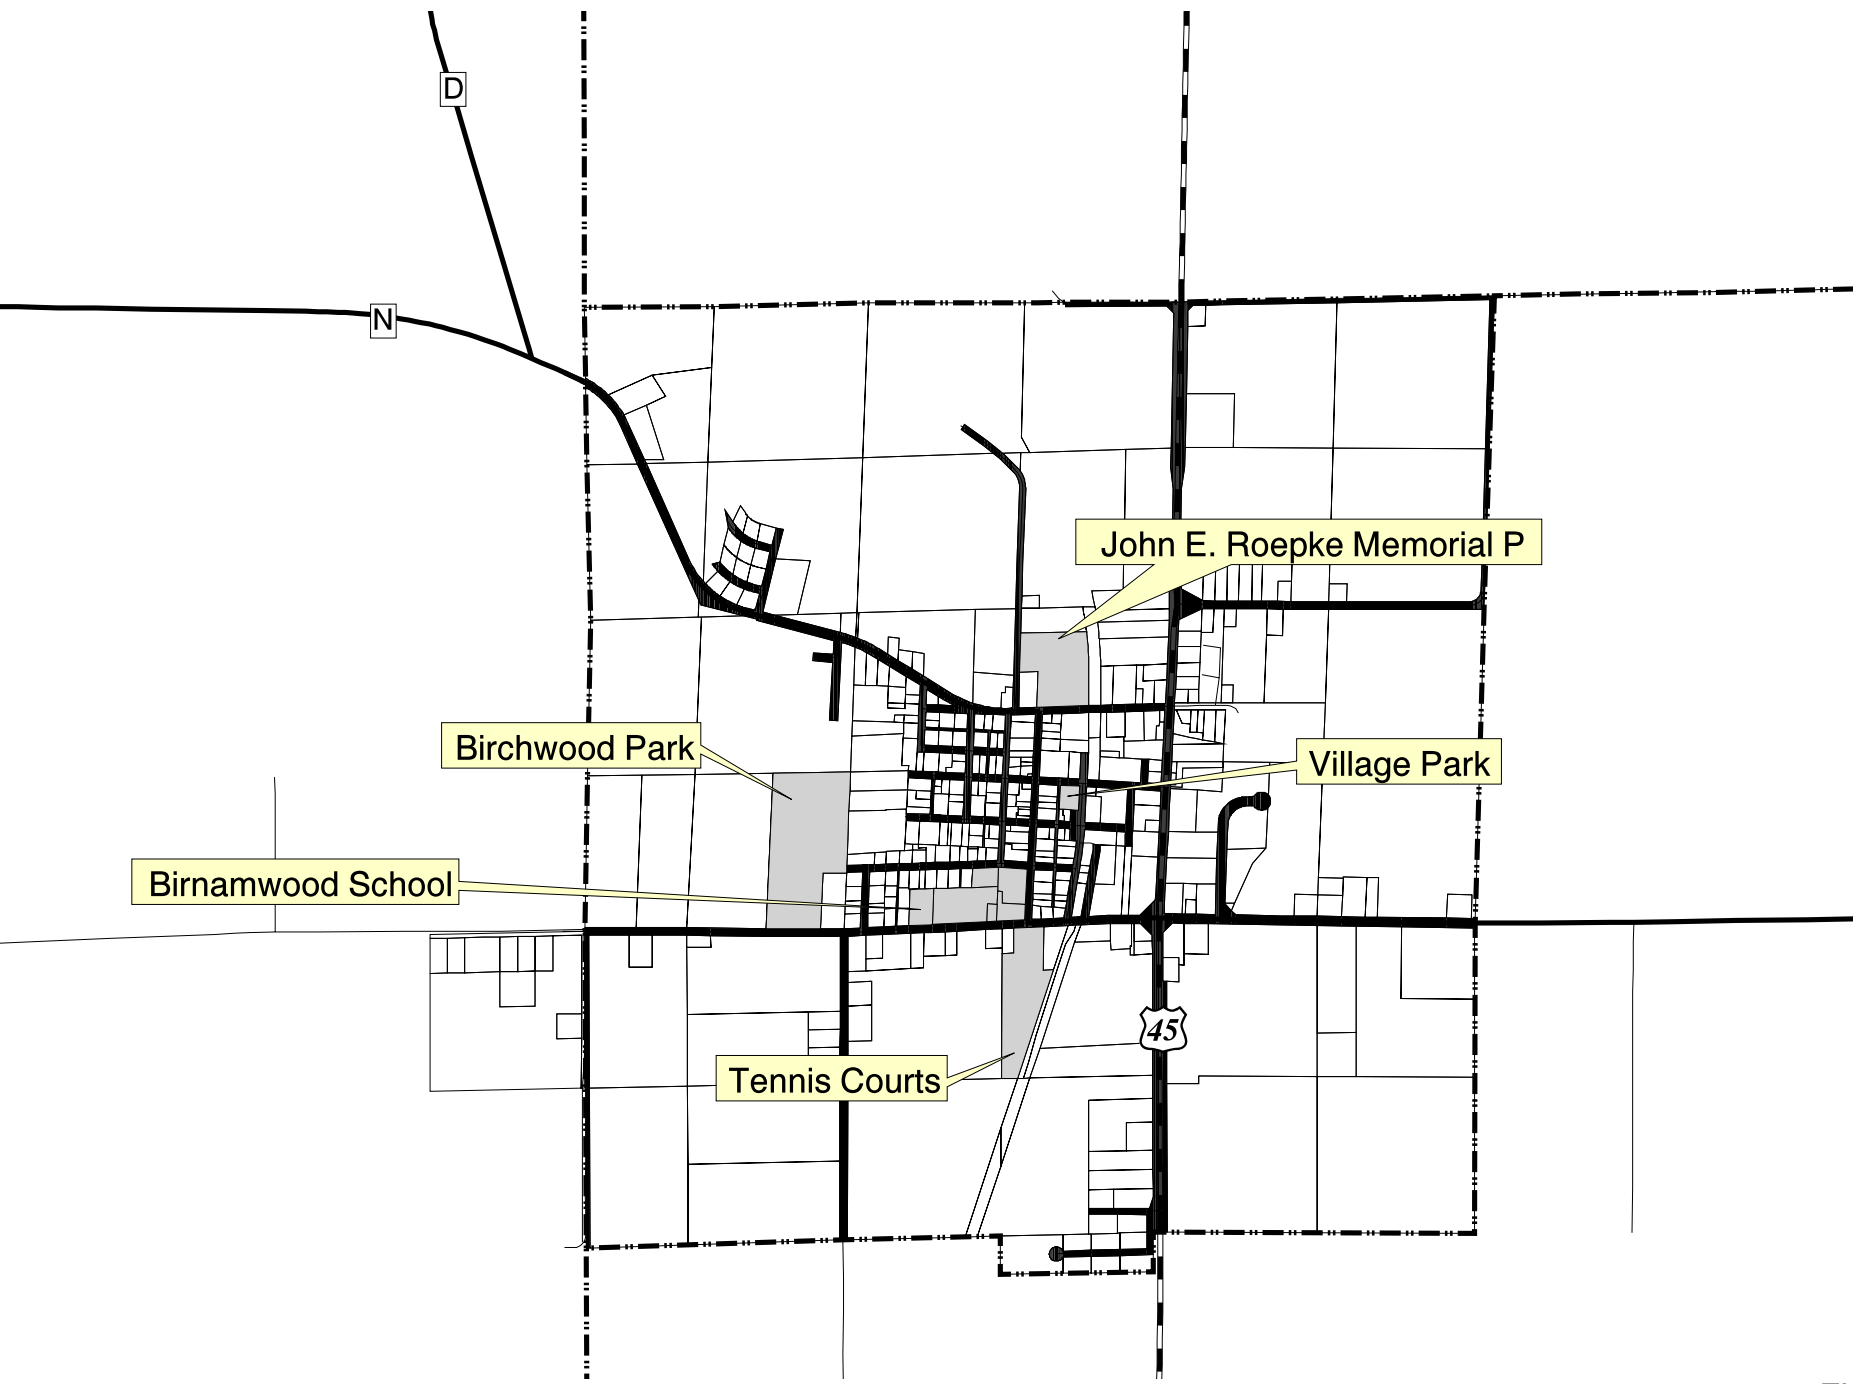 D
N
John E. Roepke Memorial P
Birchwood Park
Village Park
Birnamwood School
45
Tennis Courts